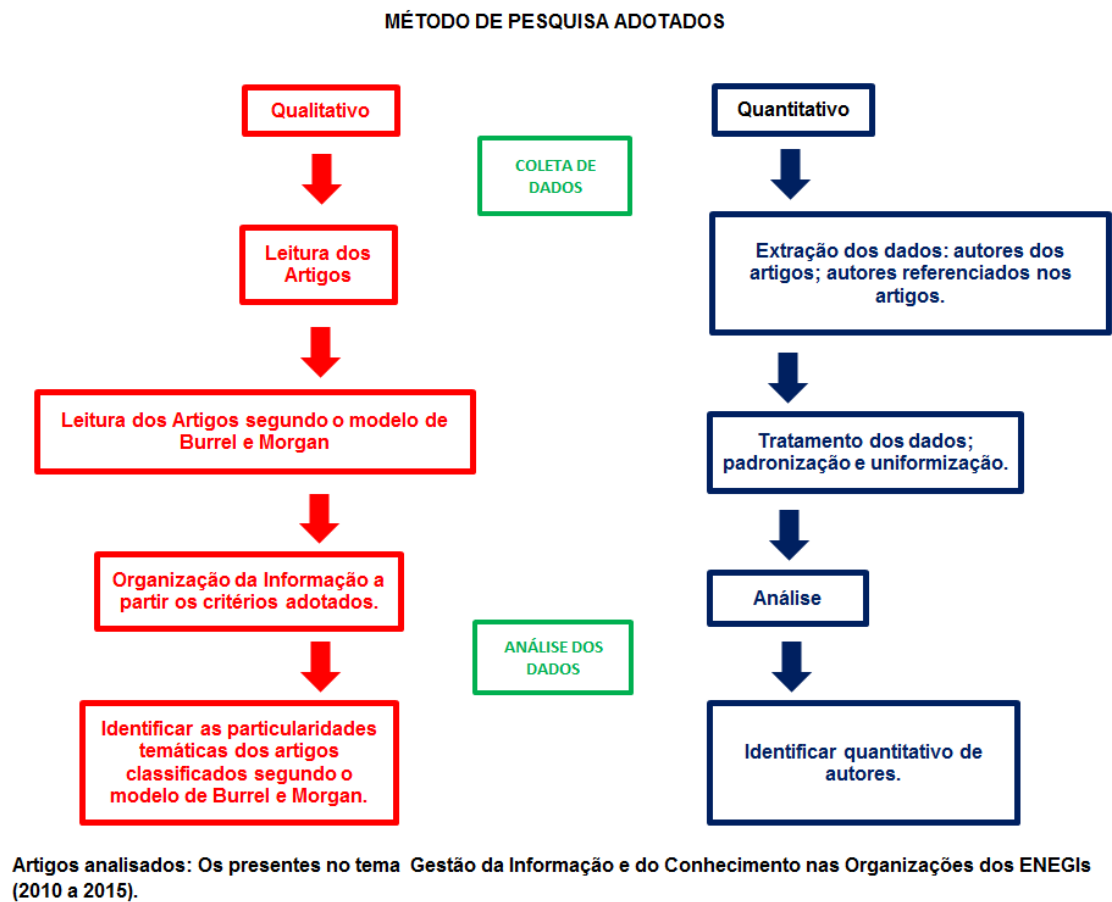 MÉTODO DE PESQUISA ADOTADOS
Qualitativo
Quantitativo
COLETA DE
DADOS
Leitura dos
Artigos
Extração dos dados: autores dos
artigos; autores referenciados nos
artigos.
Leitura dos Artigos segundo o modelo de
Burrel e Morgan
Tratamento dos dados;
padronização e uniformização.
Organização da Informação a
partir os critérios adotados.
Análise
ANÁLISE DOS
DADOS
Identificar as particularidades
temáticas dos artigos
classificados segundo o
modelo de Burrel e Morgan.
Identificar quantitativo de
autores.
Artigos analisados: Os presentes no tema Gestão da Informação e do Conhecimento nas Organizações dos ENEGIs
(2010 a 2015).